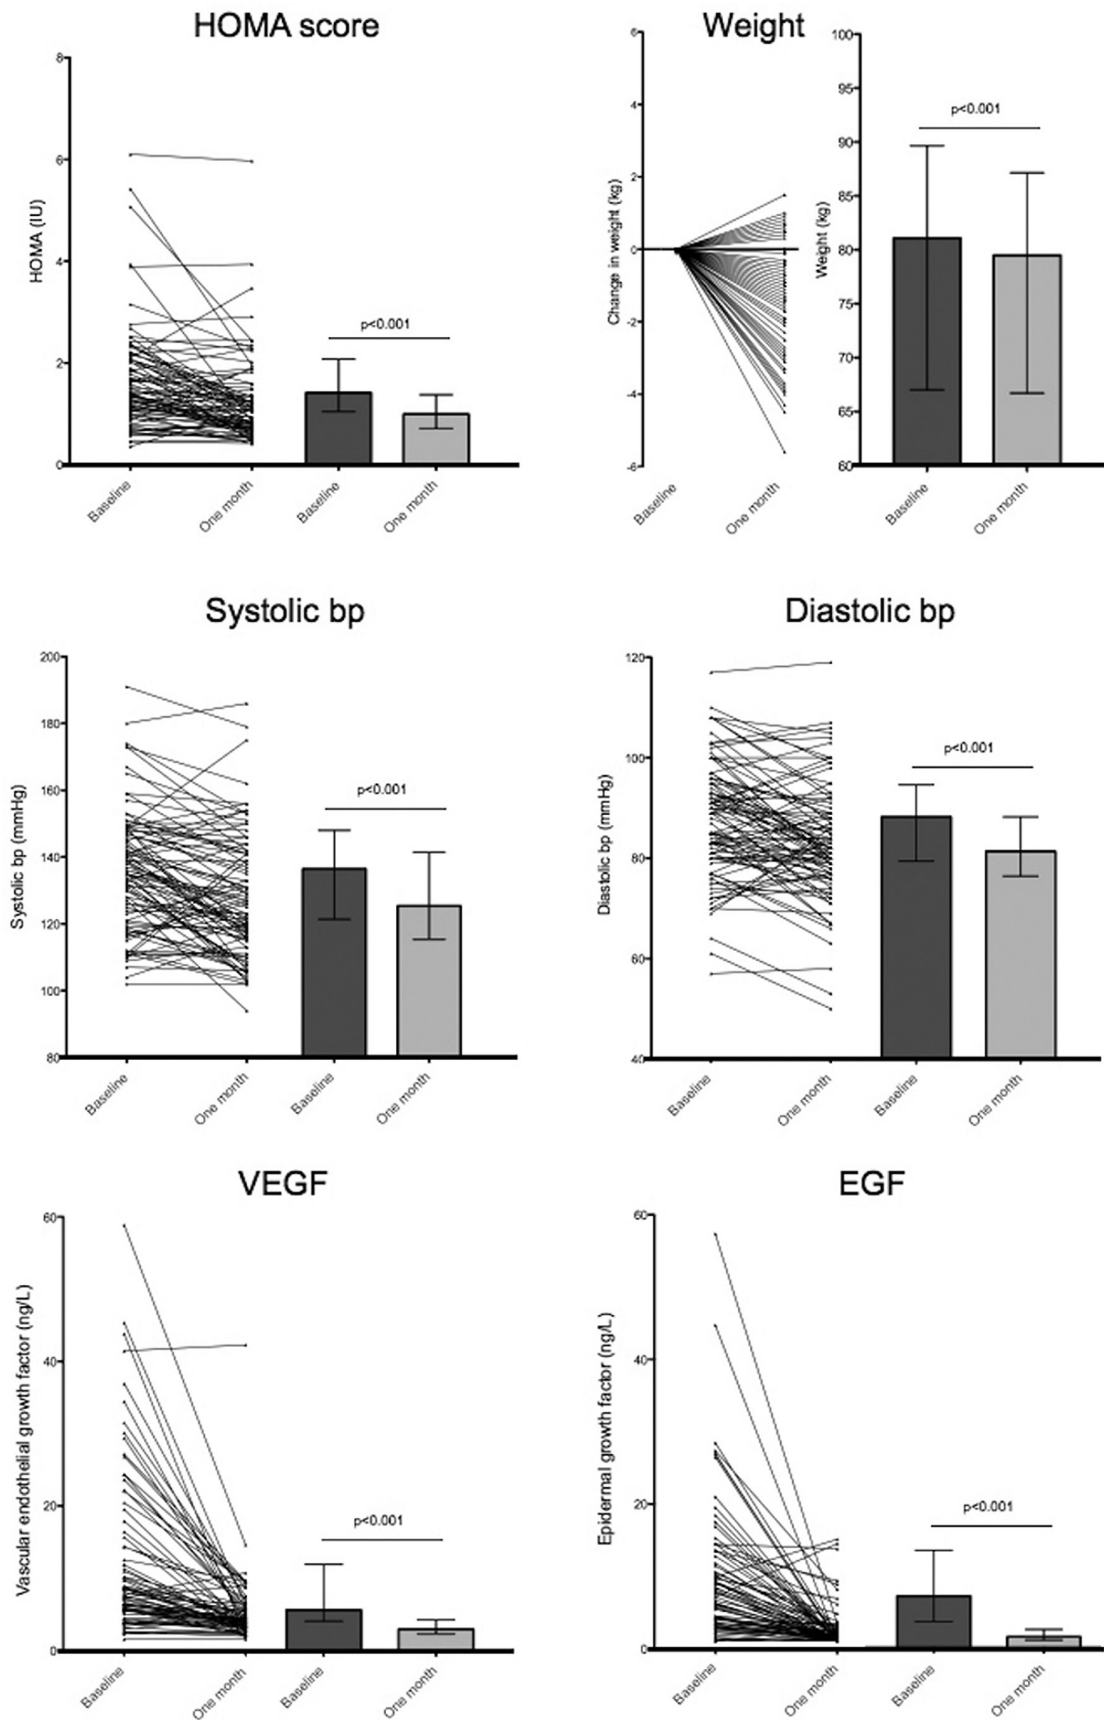 HOMA score
8
6
4
2
0
HOMA (IU)
p<0.001
Baseline
One month
Baseline
One month
Weight
6
4
2
0
-2
-4
-6
Change in weight (kg)
Baseline
One month
100
95
90
85
80
75
70
65
60
Weight (kg)
p<0.001
Baseline
One month
Systolic bp
200
180
160
140
120
100
80
Systolic bp (mmHg)
p<0.001
Baseline
One month
Baseline
One month
Diastolic bp
120
100
80
60
40
Diastolic bp (mmHg)
p<0.001
Baseline
One month
Baseline
One month
VEGF
60
40
20
0
Vascular endothelial growth factor (ng/L)
p<0.001
Baseline
One month
Baseline
One month
EGF
60
40
20
0
Epidermal growth factor (ng/L)
p<0.001
Baseline
One month
Baseline
One month